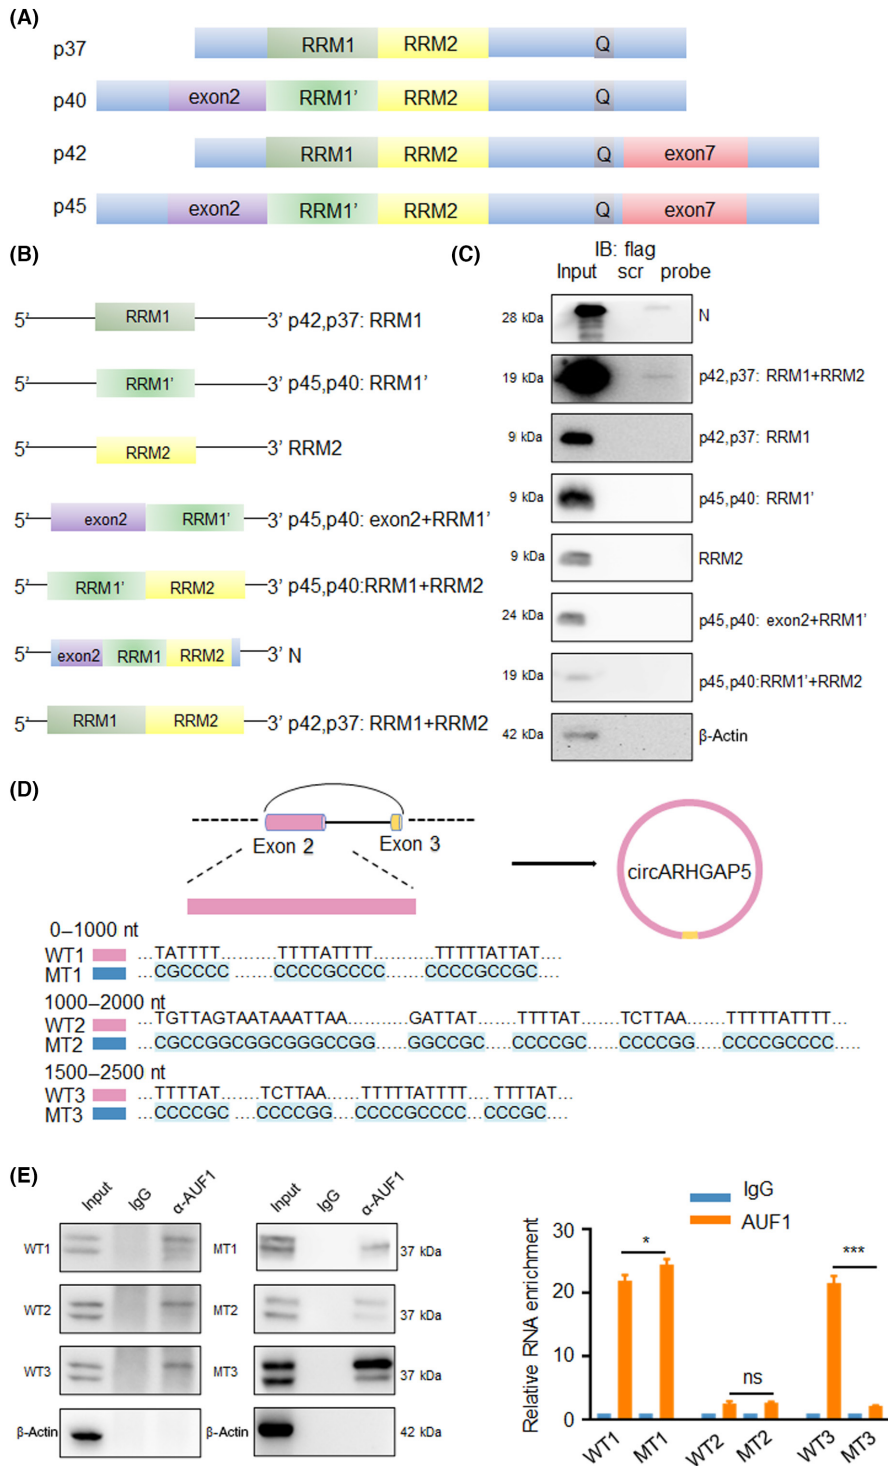 (A)
p37 RRM1 RRM2 Q
p40 exon2 RRM1’ RRM2 Q
p42 RRM1 RRM2 Q exon7
p45 exon2 RRM1’ RRM2 Q exon7
(B)
5’ RRM1 3’ p42,p37: RRM1
5’ RRM1’ 3’ p45,p40: RRM1’
5’ RRM2 3’ RRM2
5’ exon2 RRM1’ 3’ p45,p40: exon2+RRM1’
5’ RRM1’ RRM2 3’ p45,p40:RRM1+RRM2
5’ exon2 RRM1 RRM2 3’ N
5’ RRM1 RRM2 3’ p42,p37: RRM1+RRM2
(C)
IB: flag
Input scr probe
28 kDa N
19 kDa p42,p37: RRM1+RRM2
9 kDa p42,p37: RRM1
9 kDa p45,p40: RRM1’
9 kDa RRM2
24 kDa p45,p40: exon2+RRM1’
19 kDa p45,p40:RRM1’+RRM2
42 kDa β-Actin
(D)
Exon 2 Exon 3
circARHGAP5
0–1000 nt
WT1 ....TATTTT..........TTTTATTTT...........TTTTTATTAT....
MT1 ....CGCCCC........CCCCGCCCC.......CCCCGCCGC....
1000–2000 nt
WT2 ...TGTTAGTAATAAATTAA..........GATTAT........TTTTAT.......TCTTAA.......TTTTTATTTT....
MT2 ...CGCCGGCGGCGGGCCGG......GGCCGC.....CCCCGC......CCCCGG.....CCCCGCCCC.....
1500–2500 nt
WT3 ...TTTTAT......TCTTAA.....TTTTTATTTT.....TTTTAT...
MT3 ....CCCCGC.....CCCCGG.....CCCCGCCCC....CCCGC.....
(E)
Input IgG α-AUF1 Input IgG α-AUF1
WT1 MT1 37 kDa
WT2 MT2 37 kDa
WT3 MT3 37 kDa
β-Actin β-Actin 42 kDa
IgG
AUF1
Relative RNA enrichment
30
20
10
0
* ns ***
WT1 MT1 WT2 MT2 WT3 MT3